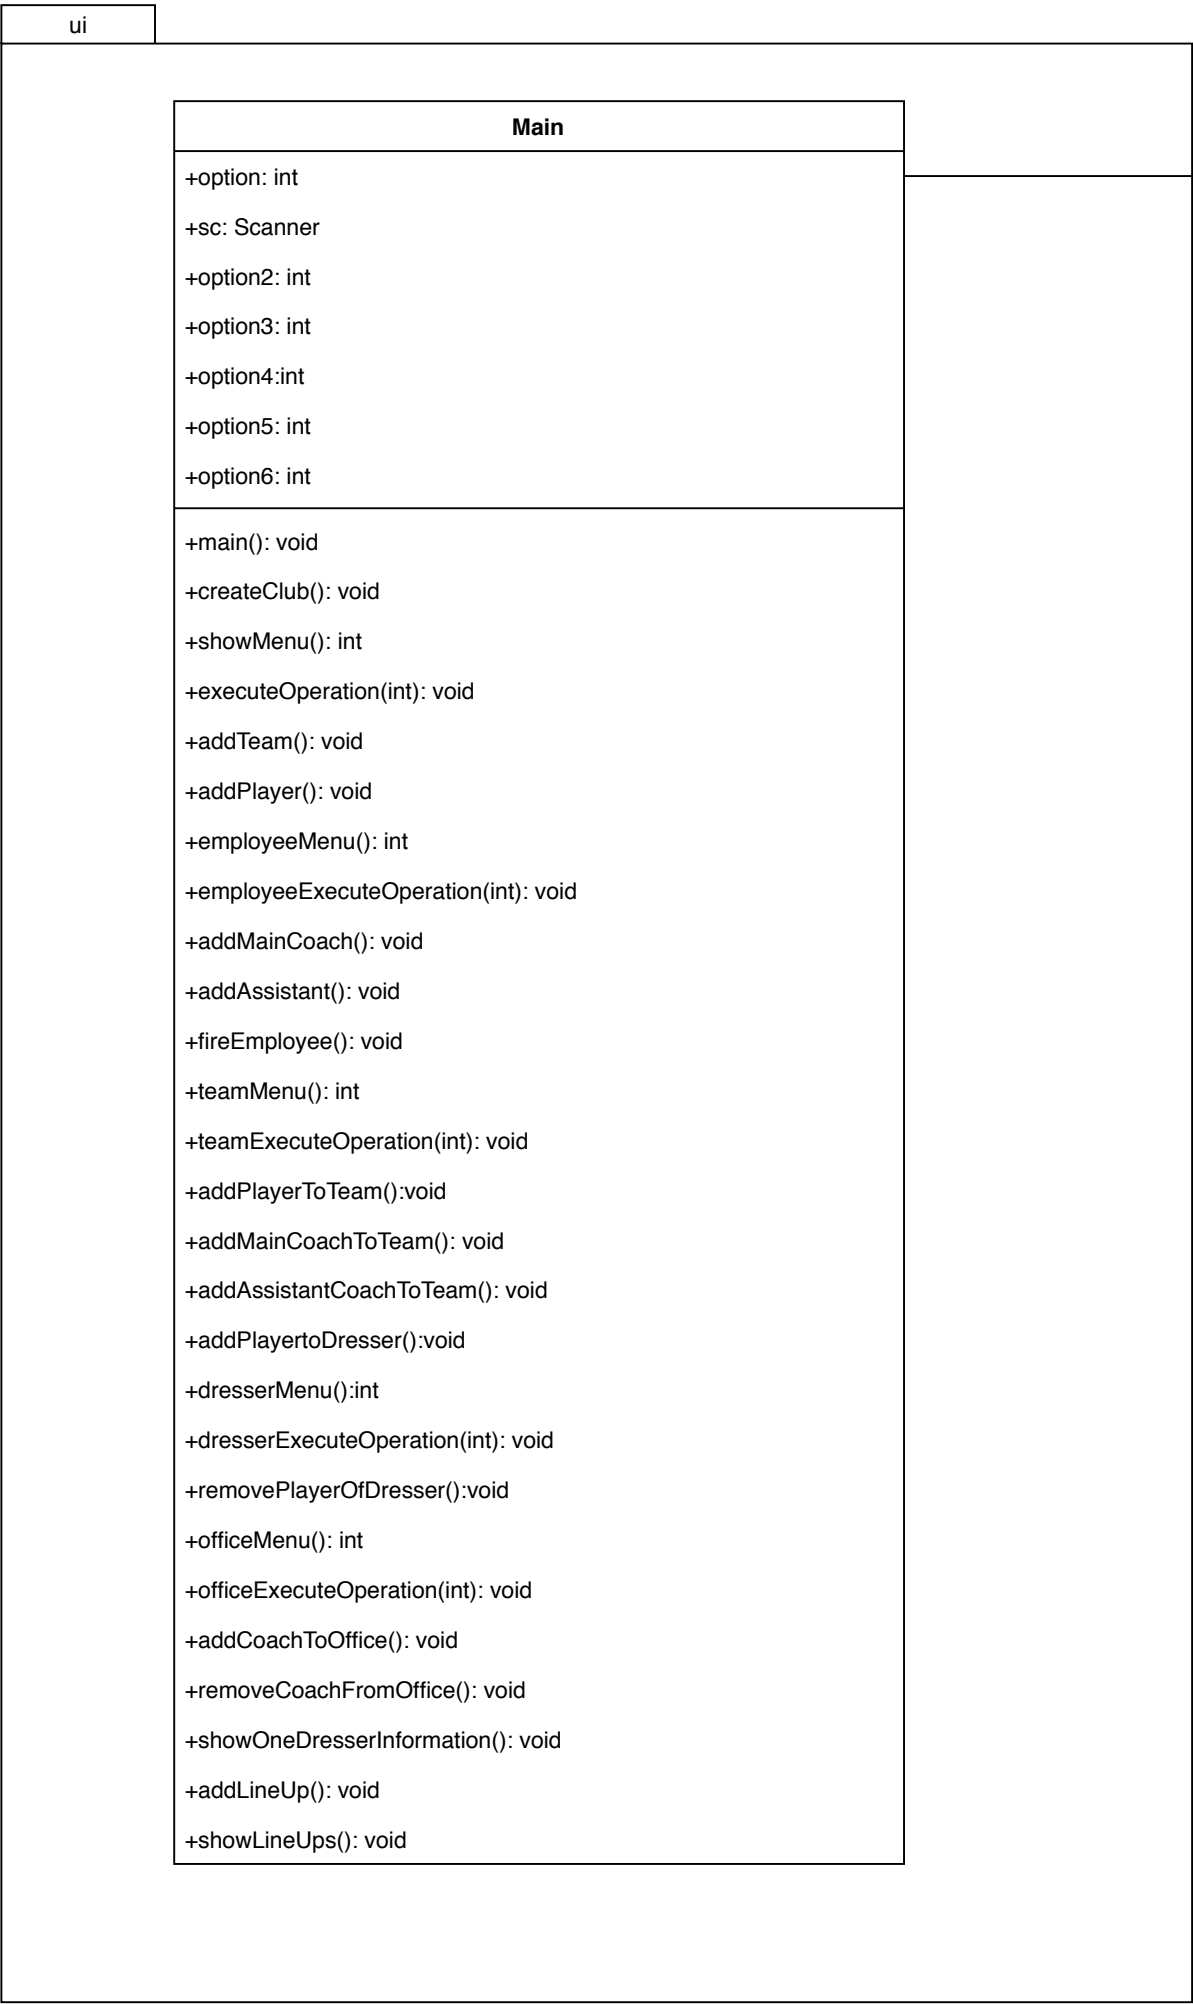 ui
Main
+option: int
+sc: Scanner
+option2: int
+option3: int
+option4:int
+option5: int
+option6: int
+main(): void
+createClub(): void
+showMenu(): int
+executeOperation(int): void
+addTeam(): void
+addPlayer(): void
+employeeMenu(): int
+employeeExecuteOperation(int): void
+addMainCoach(): void
+addAssistant(): void
+fireEmployee(): void
+teamMenu(): int
+teamExecuteOperation(int): void
+addPlayerToTeam():void
+addMainCoachToTeam(): void
+addAssistantCoachToTeam(): void
+addPlayertoDresser():void
+dresserMenu():int
+dresserExecuteOperation(int): void
+removePlayerOfDresser():void
+officeMenu(): int
+officeExecuteOperation(int): void
+addCoachToOffice(): void
+removeCoachFromOffice(): void
+showOneDresserInformation(): void
+addLineUp(): void
+showLineUps(): void